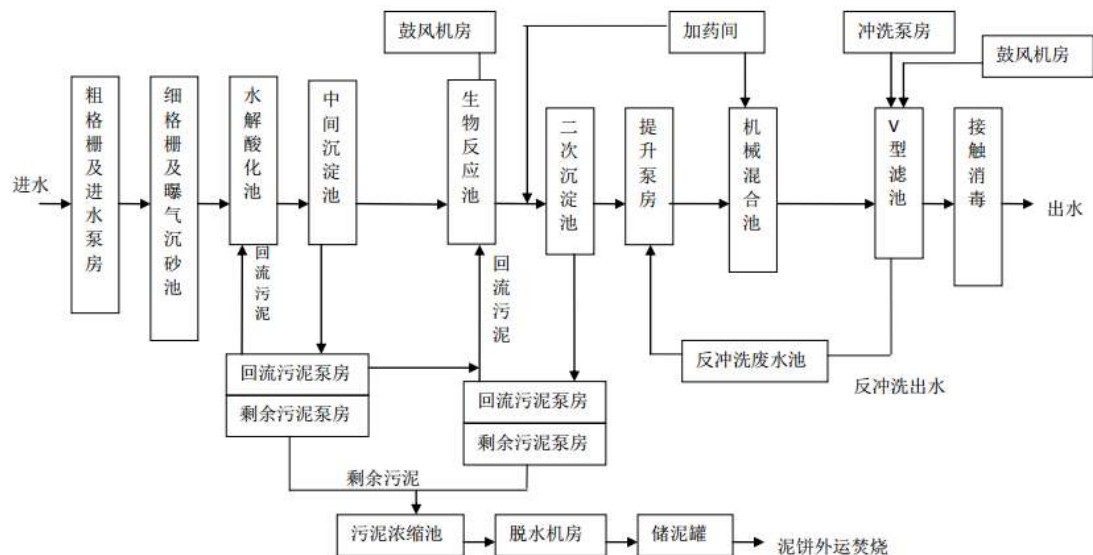 鼓风机房
加药间
冲洗泵房
鼓风机房
进水
粗格栅及进水泵房
细格栅及曝气沉砂池
水解酸化池
中间沉淀池
生物反应池
二次沉淀池
提升泵房
机械混合池
V型滤池
接触消毒
出水
回流污泥
回流污泥
回流污泥泵房
剩余污泥泵房
回流污泥泵房
剩余污泥泵房
反冲洗废水池
反冲洗出水
剩余污泥
污泥浓缩池
脱水机房
储泥罐
泥饼外运焚烧